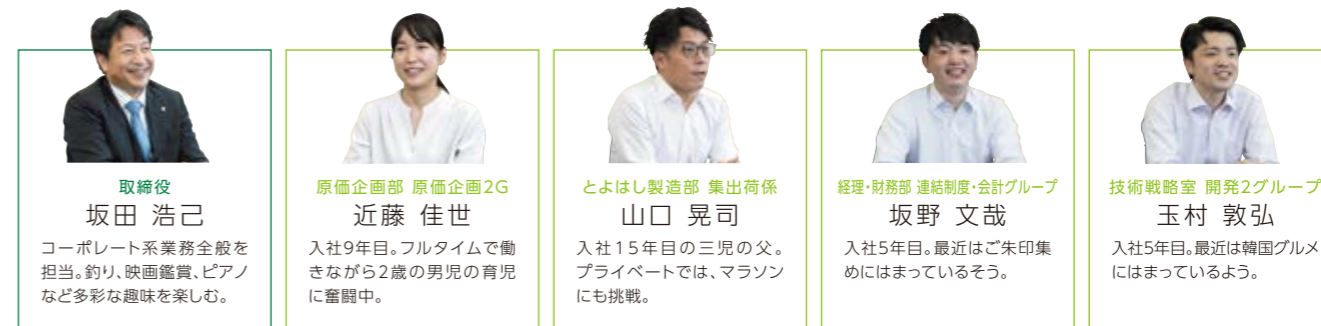 取締役
坂田 浩己
コーポレート系業務全般を
担当。釣り、映画鑑賞、ピアノ
など多彩な趣味を楽しむ。
原価企画部 原価企画2G
近藤 佳世
入社9年目。フルタイムで働
きながら2歳の男児の育児
に奮闘中。
とよはし製造部 集出荷係
山口 晃司
入社15年目の三児の父。
プライベートでは、マラソン
にも挑戦。
経理・財務部 連結制度・会計グループ
坂野 文哉
入社5年目。最近はご朱印集
めにはまっているそう。
技術戦略室 開発2グループ
玉村 敦弘
入社5年目。最近は韓国グルメ
にはまっているよう。